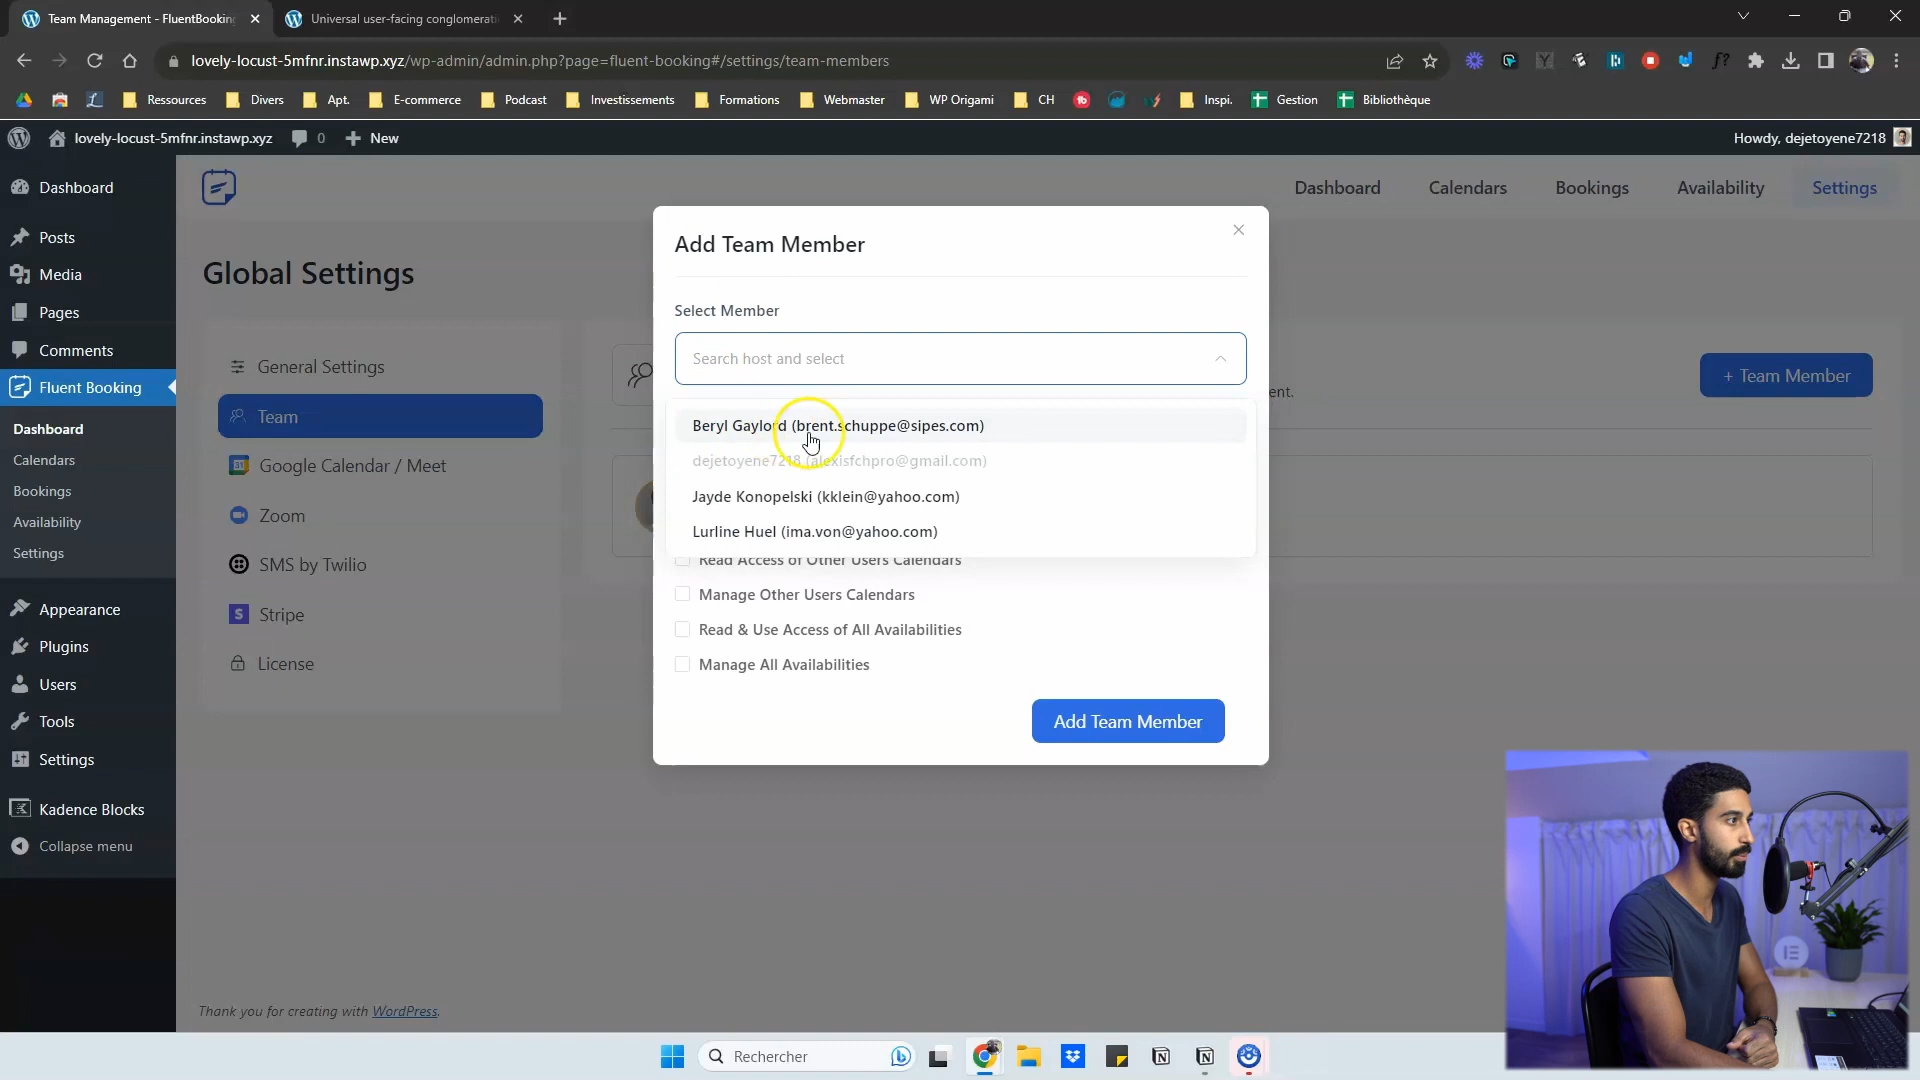 Team Management - FluentBooking
Universal user-facing conglomerati
lovely-locust-5mfnr.instawp.xyz/wp-admin/admin.php?page=fluent-booking#/settings/team-members
Ressources
Divers
Apt.
E-commerce
Podcast
Investissements
Formations
Webmaster
WP Origami
CH
Inspi.
Gestion
Bibliothèque
lovely-locust-5mfnr.instawp.xyz
0
New
Howdy, dejetoyene7218
Dashboard
Posts
Media
Pages
Comments
Fluent Booking
Dashboard
Calendars
Bookings
Availability
Settings
Appearance
Plugins
Users
Tools
Settings
Kadence Blocks
Collapse menu
Dashboard
Calendars
Bookings
Availability
Settings
Global Settings
General Settings
Team
Google Calendar / Meet
Zoom
SMS by Twilio
Stripe
License
ent.
+ Team Member
Add Team Member
Select Member
Search host and select
Beryl Gaylord (brent.schuppe@sipes.com)
dejetoyene7218 (alexisfchpro@gmail.com)
Jayde Konopelski (kklein@yahoo.com)
Lurline Huel (ima.von@yahoo.com)
Read Access of Other Users Calendars
Manage Other Users Calendars
Read & Use Access of All Availabilities
Manage All Availabilities
Add Team Member
Thank you for creating with WordPress.
Rechercher